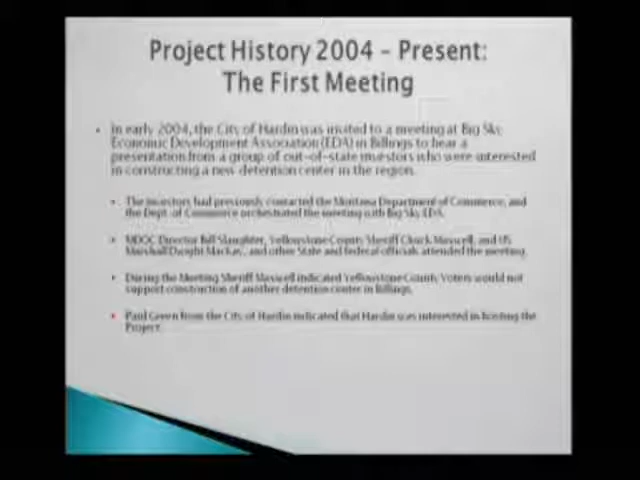 Project History 2004 – Present:
The First Meeting
In early 2004, the City of Hardin was invited to a meeting at Big Sky
Economic Development Association (EDA) in Billings to hear a
presentation from a group of out-of-state investors who were interested
in constructing a new detention center in the region.
The investors had previously contacted the Montana Department of Commerce, and
the Dept. of Commerce orchestrated the meeting with Big Sky EDA.
MDOC Director Bill Slaughter, Yellowstone County Sheriff Chuck Maxwell, and US
Marshall Dwight Mackay, and other State and federal officials attended the meeting.
During the Meeting Sheriff Maxwell indicated Yellowstone County Voters would not
support construction of another detention center in Billings.
Paul Green from the City of Hardin indicated that Hardin was interested in hosting the
Project.